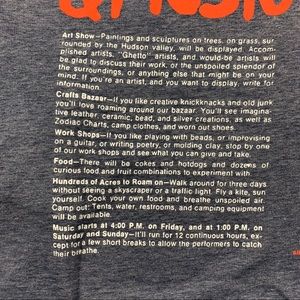 & MUSIC
Art Show—Paintings and sculptures on trees, on grass, sur-
rounded by the Hudson valley, will be displayed. Accom-
plished artists, "Ghetto" artists, and would-be artists will
be glad to discuss their work, or the unspoiled splendor of
the surroundings, or anything else that might be on your
mind. If you're an artist, and you want to display, write for
information.
Crafts Bazaar—If you like creative knickknacks and old junk
you'll love roaming around our bazaar. You'll see imagina-
tive leather, ceramic, bead, and silver creations, as well as
Zodiac Charts, camp clothes, and worn out shoes.
Work Shops—If you like playing with beads, or improvising
on a guitar, or writing poetry, or molding clay, stop by one
of our work shops and see what you can give and take.
Food—There will be cokes and hotdogs and dozens of
curious food and fruit combinations to experiment with
Hundreds of Acres to Roam on—Walk around for three days
without seeing a skyscraper or a traffic light. Fly a kite, sun
yourself. Cook your own food and breathe unspoiled air.
Camp out: Tents, water, restrooms, and camping equipment
will be available.
Music starts at 4:00 P.M. on Friday, and at 1:00 P.M. on
Saturday and Sunday—It'll run for 12 continuous hours, ex-
cept for a few short breaks to allow the performers to catch
their breathe.